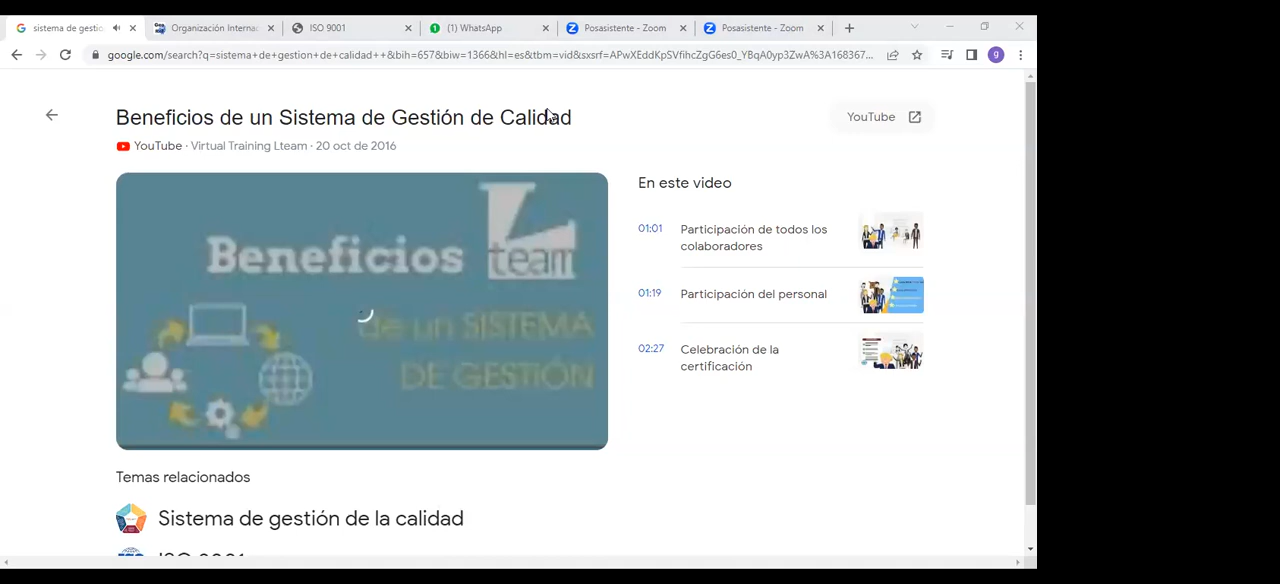 sistema de gestio
Organización Interna
ISO 9001
(1) WhatsApp
Posasistente - Zoom
Posasistente - Zoom
google.com/search?q=sistema+de+gestion+de+calidad++&bih=657&biw=1366&hl=es&tbm=vid&sxsrf=APwXEddKpSVfihcZgG6es0_YBqA0yp3ZwA%3A168367...
g
Beneficios de un Sistema de Gestión de Calidad
YouTube
YouTube · Virtual Training Lteam · 20 oct de 2016
Beneficios
team
de un SISTEMA
DE GESTIÓN
En este video
01:01 Participación de todos los
colaboradores
01:19 Participación del personal
02:27 Celebración de la
certificación
Temas relacionados
Sistema de gestión de la calidad
ISO 9001